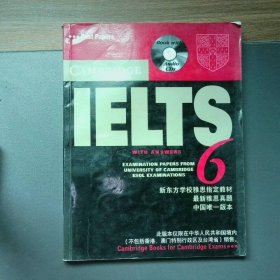 Past Papers
Book with
Audio
CDs
CAMBRIDGE
IELTS
6
WITH ANSWERS
EXAMINATION PAPERS FROM
UNIVERSITY OF CAMBRIDGE
ESOL EXAMINATIONS
新东方学校雅思指定教材
最新雅思真题
中国唯一版本
此版本仅限在中华人民共和国境内
(不包括香港、澳门特别行政区及台湾省)销售。
Cambridge Books for Cambridge Exams